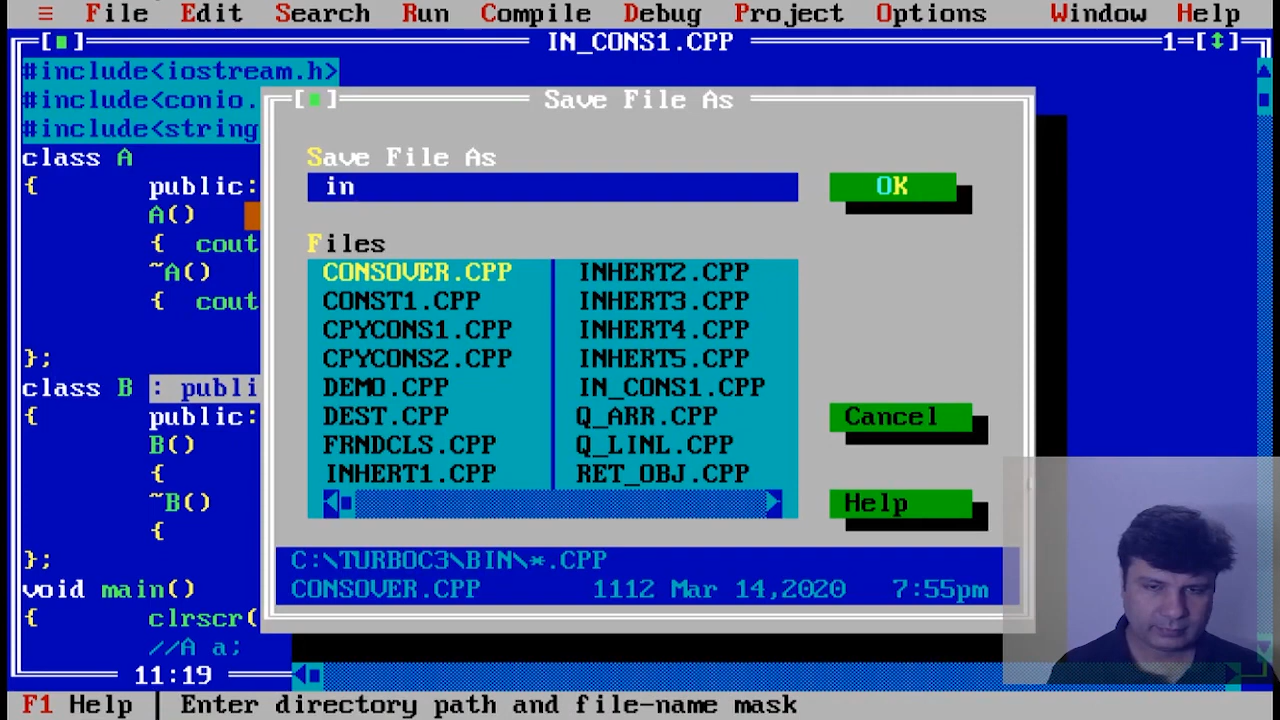 ≡ File Edit Search Run Compile Debug Project Options Window Help
[■] IN_CONS1.CPP 1=[↕]
#include<iostream.h>
#include<conio.
#include<string
class A
{ public:
A()
{ cout
~A()
{ cout
};
class B : publi
{ public:
B()
{
~B()
{
};
void main()
{ clrscr(
//A a;
11:19
[■] Save File As
Save File As
in
OK
Files
CONSOVER.CPP INHERT2.CPP
CONST1.CPP INHERT3.CPP
CPYCONS1.CPP INHERT4.CPP
CPYCONS2.CPP INHERT5.CPP
DEMO.CPP IN_CONS1.CPP
DEST.CPP Q_ARR.CPP
FRNDCLS.CPP Q_LINL.CPP
INHERT1.CPP RET_OBJ.CPP
Cancel
Help
C:\TURBOC3\BIN\*.CPP
CONSOVER.CPP 1112 Mar 14,2020 7:55pm
F1 Help │ Enter directory path and file-name mask